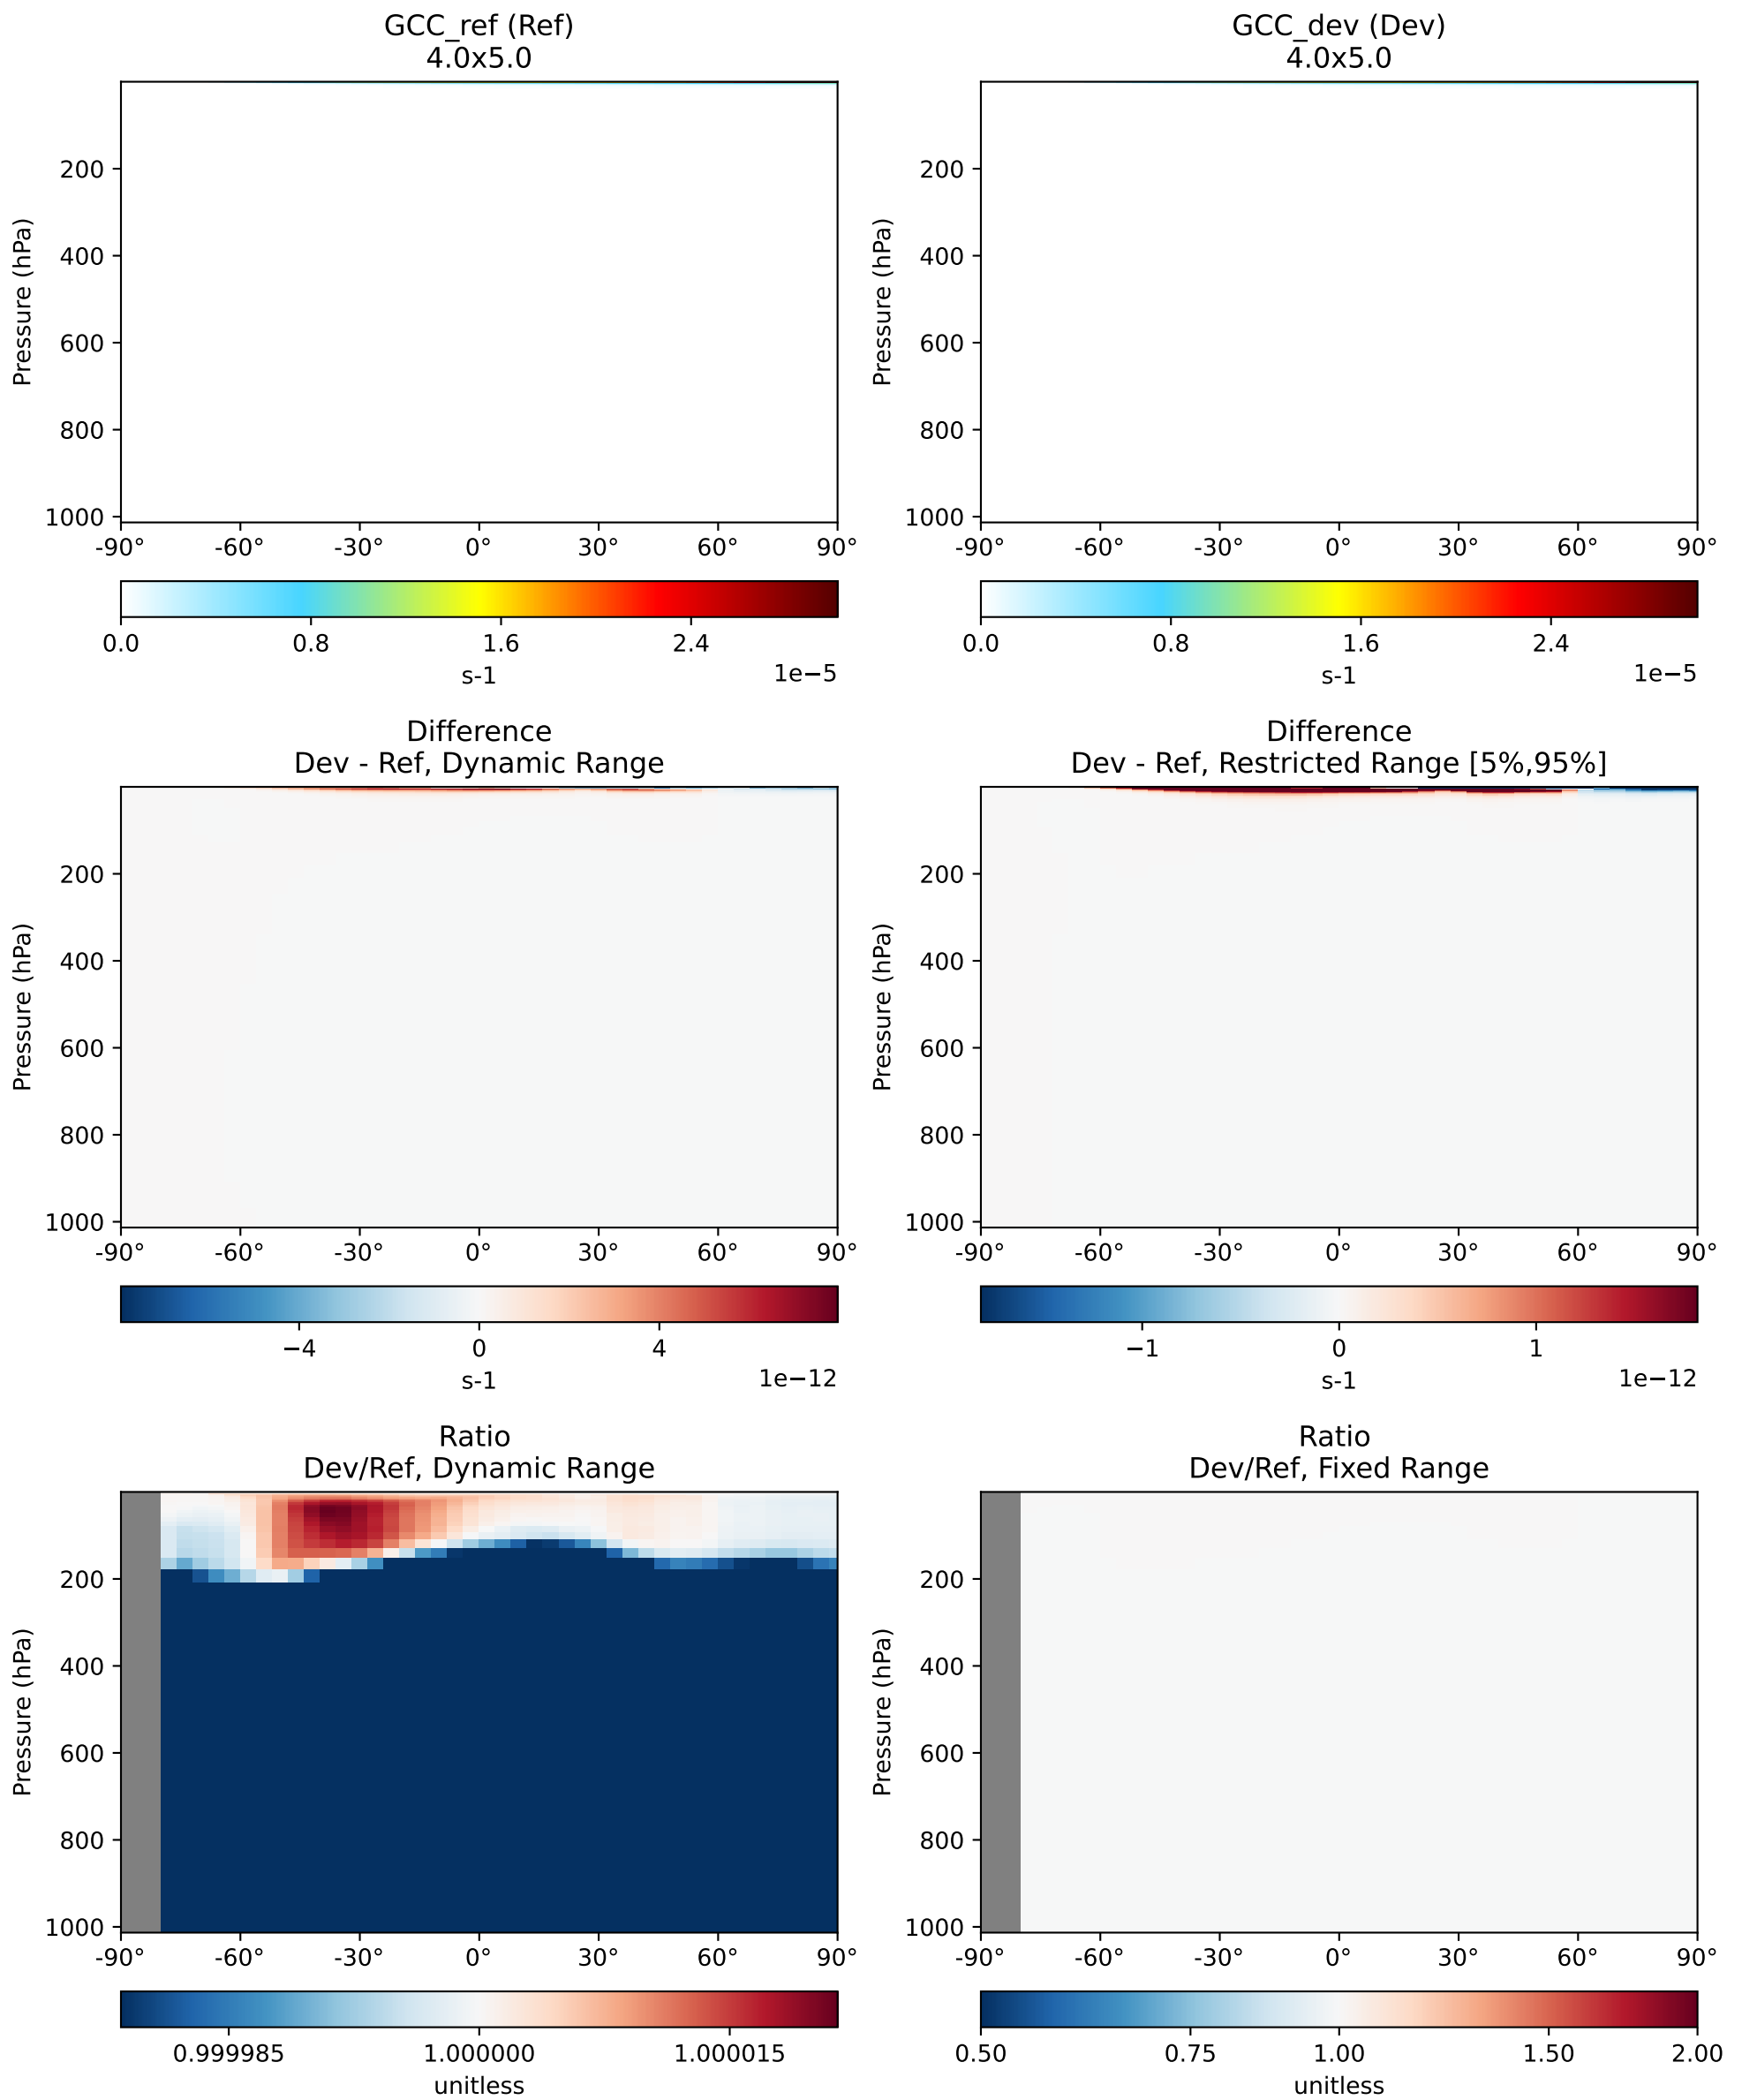 GCC_ref (Ref)
4.0x5.0
Pressure (hPa)
200
400
600
800
1000
-90° -60° -30° 0° 30° 60° 90°
0.0 0.8 1.6 2.4
s-1
1e−5
GCC_dev (Dev)
4.0x5.0
Pressure (hPa)
200
400
600
800
1000
-90° -60° -30° 0° 30° 60° 90°
0.0 0.8 1.6 2.4
s-1
1e−5
Difference
Dev - Ref, Dynamic Range
Pressure (hPa)
200
400
600
800
1000
-90° -60° -30° 0° 30° 60° 90°
−4 0 4
s-1
1e−12
Difference
Dev - Ref, Restricted Range [5%,95%]
Pressure (hPa)
200
400
600
800
1000
-90° -60° -30° 0° 30° 60° 90°
−1 0 1
s-1
1e−12
Ratio
Dev/Ref, Dynamic Range
Pressure (hPa)
200
400
600
800
1000
-90° -60° -30° 0° 30° 60° 90°
0.999985 1.000000 1.000015
unitless
Ratio
Dev/Ref, Fixed Range
Pressure (hPa)
200
400
600
800
1000
-90° -60° -30° 0° 30° 60° 90°
0.50 0.75 1.00 1.50 2.00
unitless